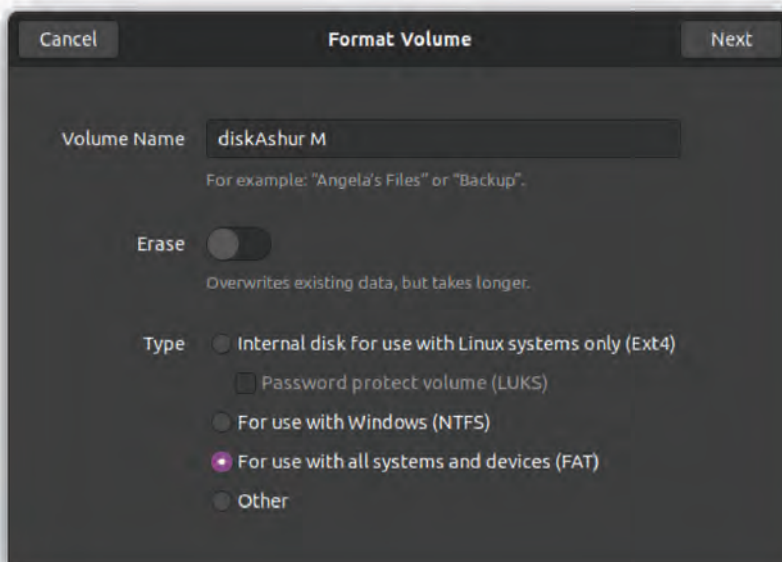 Cancel
Format Volume
Next
Volume Name
diskAshur M
For example: "Angela's Files" or "Backup".
Erase
Overwrites existing data, but takes longer.
Type
Internal disk for use with Linux systems only (Ext4)
Password protect volume (LUKS)
For use with Windows (NTFS)
For use with all systems and devices (FAT)
Other